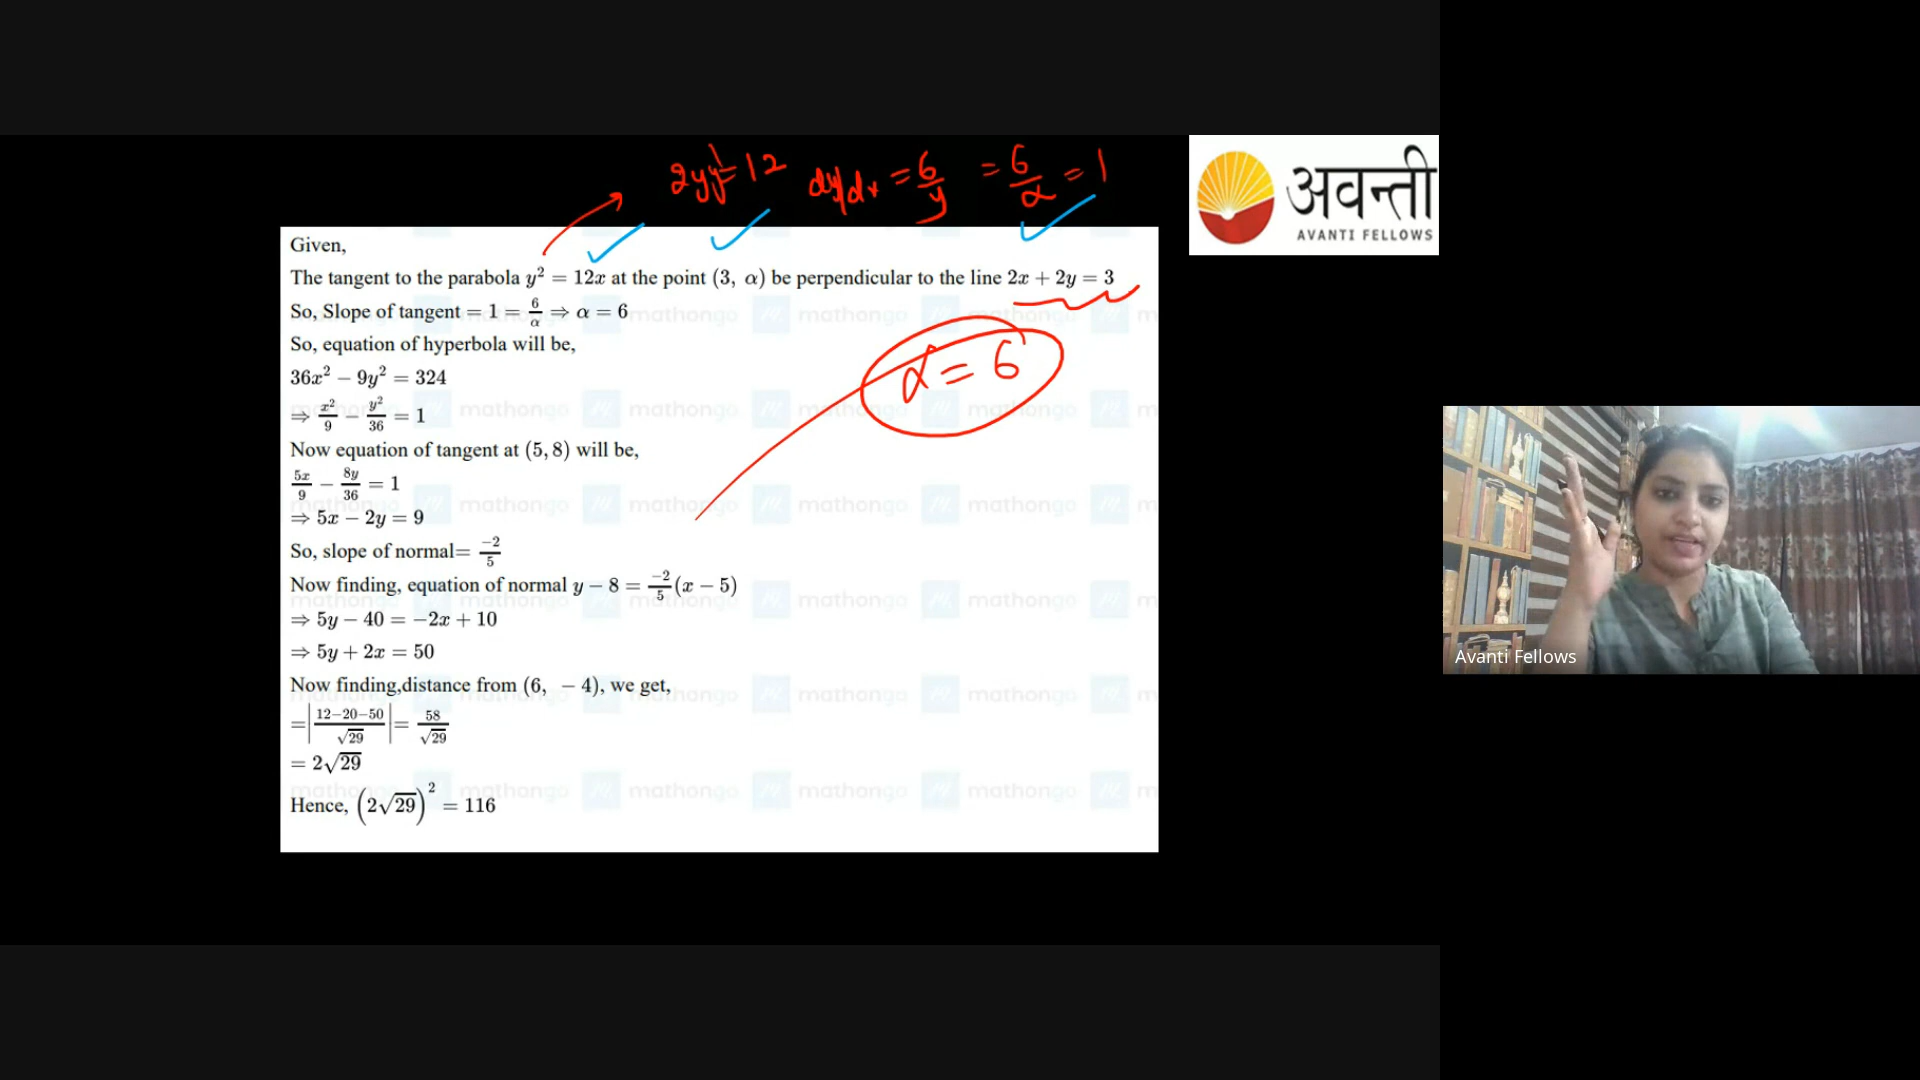 2yy¹=12 dy/dx = 6/y = 6/α = 1
अवन्ती
AVANTI FELLOWS
Given,
The tangent to the parabola y² = 12x at the point (3, α) be perpendicular to the line 2x + 2y = 3
So, Slope of tangent = 1 = 6/α ⇒ α = 6
So, equation of hyperbola will be,
α = 6
36x² − 9y² = 324
⇒ x²/9 − y²/36 = 1
Now equation of tangent at (5, 8) will be,
5x/9 − 8y/36 = 1
⇒ 5x − 2y = 9
So, slope of normal= −2/5
Now finding, equation of normal y − 8 = −2/5(x − 5)
⇒ 5y − 40 = −2x + 10
⇒ 5y + 2x = 50
Now finding,distance from (6, − 4), we get,
=|12−20−50/√29|= 58/√29
= 2√29
Hence, (2√29)² = 116
mathongo
Avanti Fellows